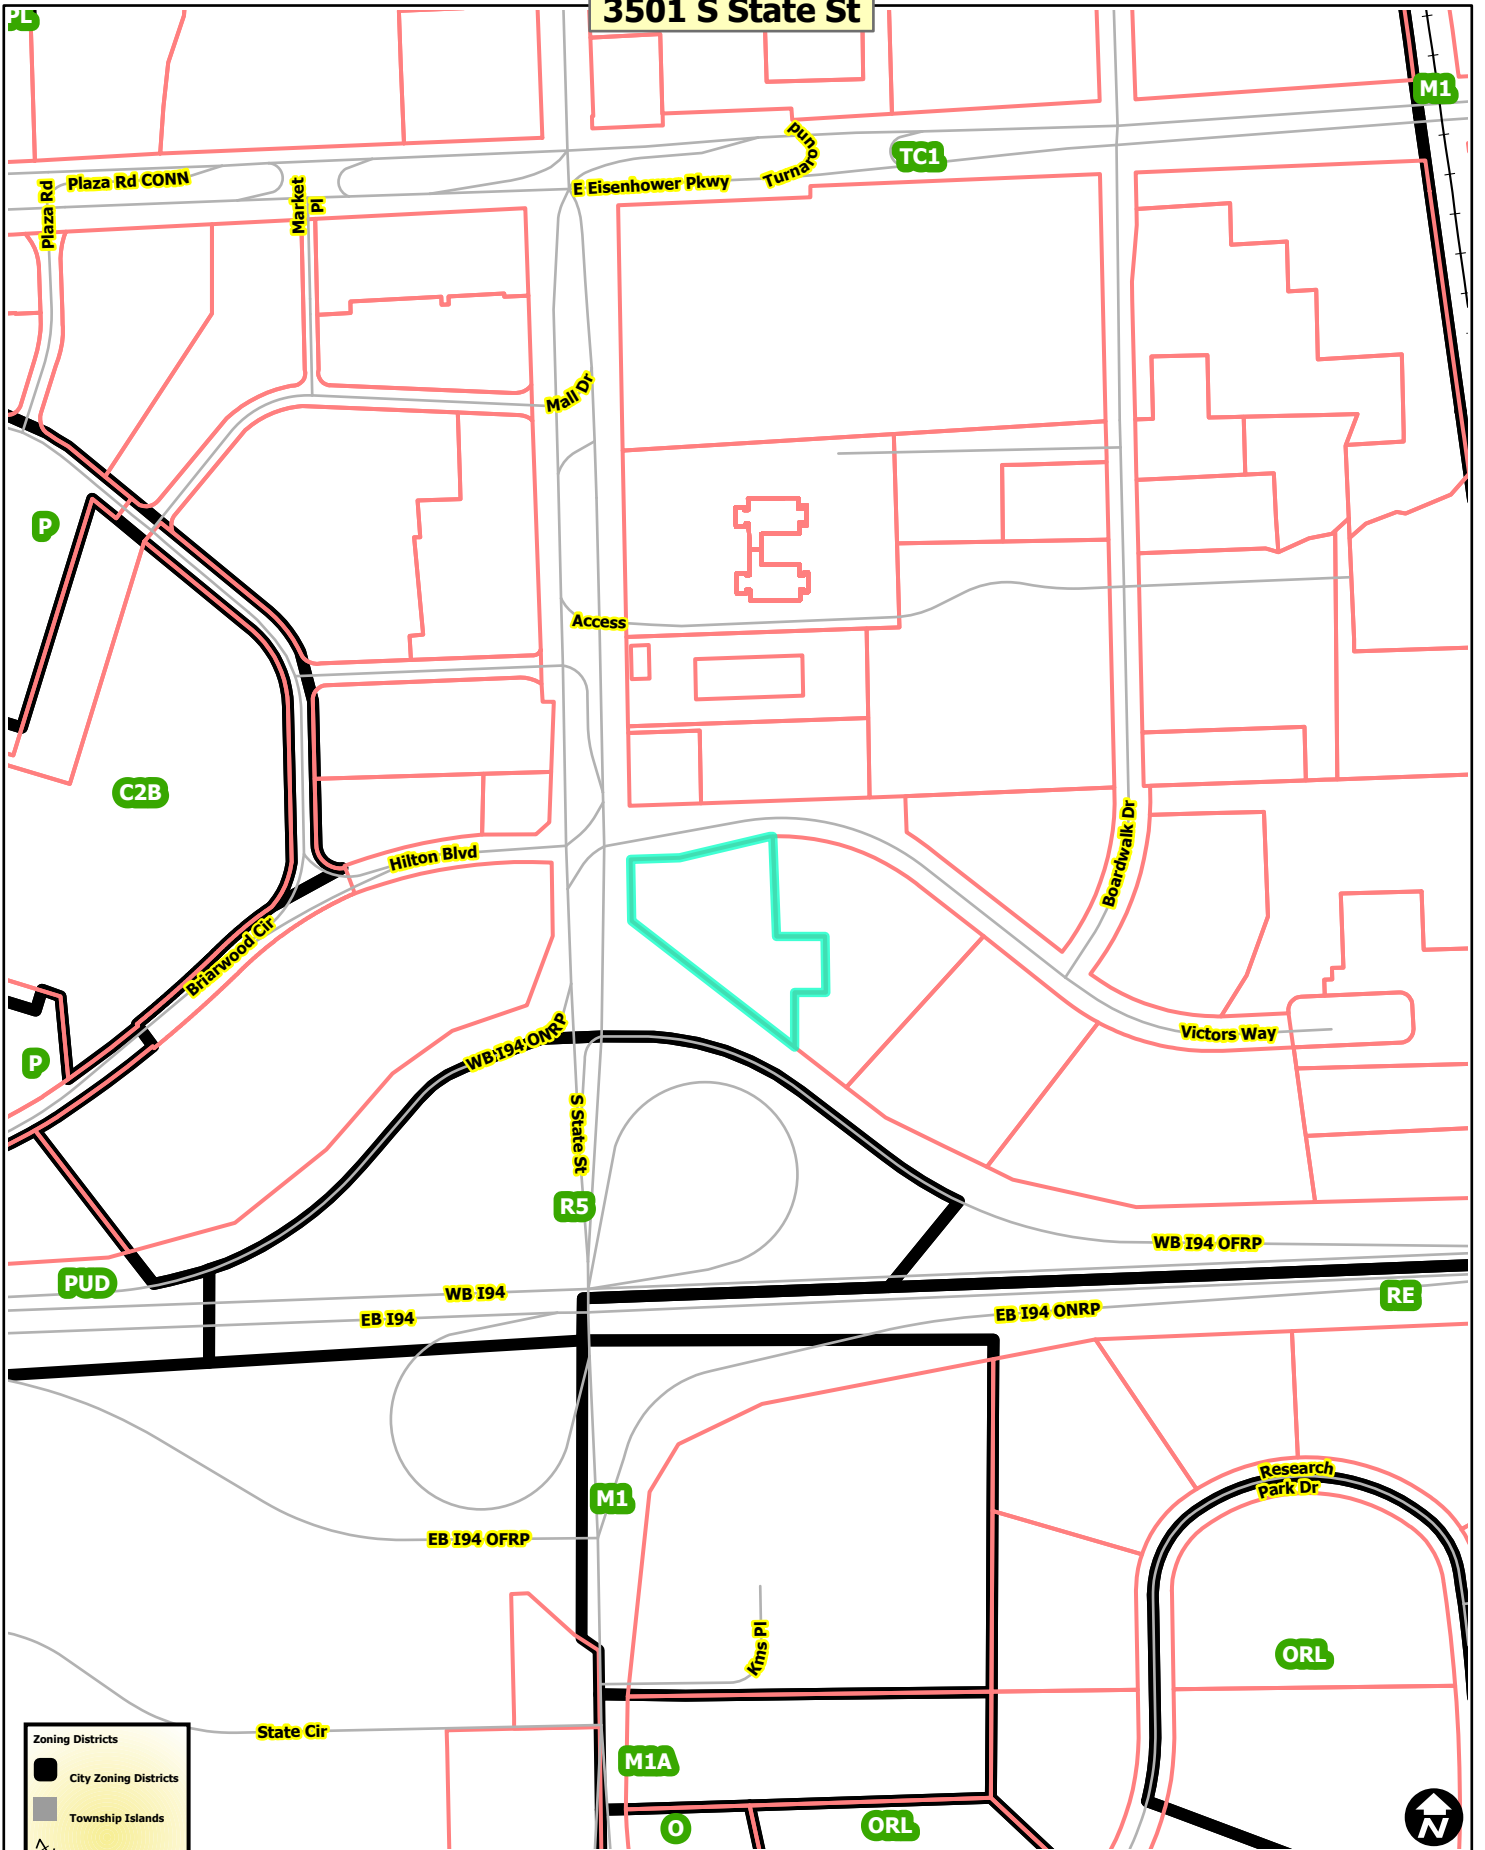 3501 S State St
PL
M1
Turnaround
TC1
Plaza Rd CONN
E Eisenhower Pkwy
Plaza Rd
Market
Pl
Mall Dr
P
Access
C2B
Hilton Blvd
Boardwalk Dr
Briarwood Cir
WB I94 ONRP
Victors Way
P
S State St
R5
WB I94 OFRP
PUD
WB I94
RE
EB I94
EB I94 ONRP
Research
Park Dr
M1
EB I94 OFRP
Kms Pl
ORL
State Cir
M1A
Zoning Districts
City Zoning Districts
Township Islands
O
ORL
N